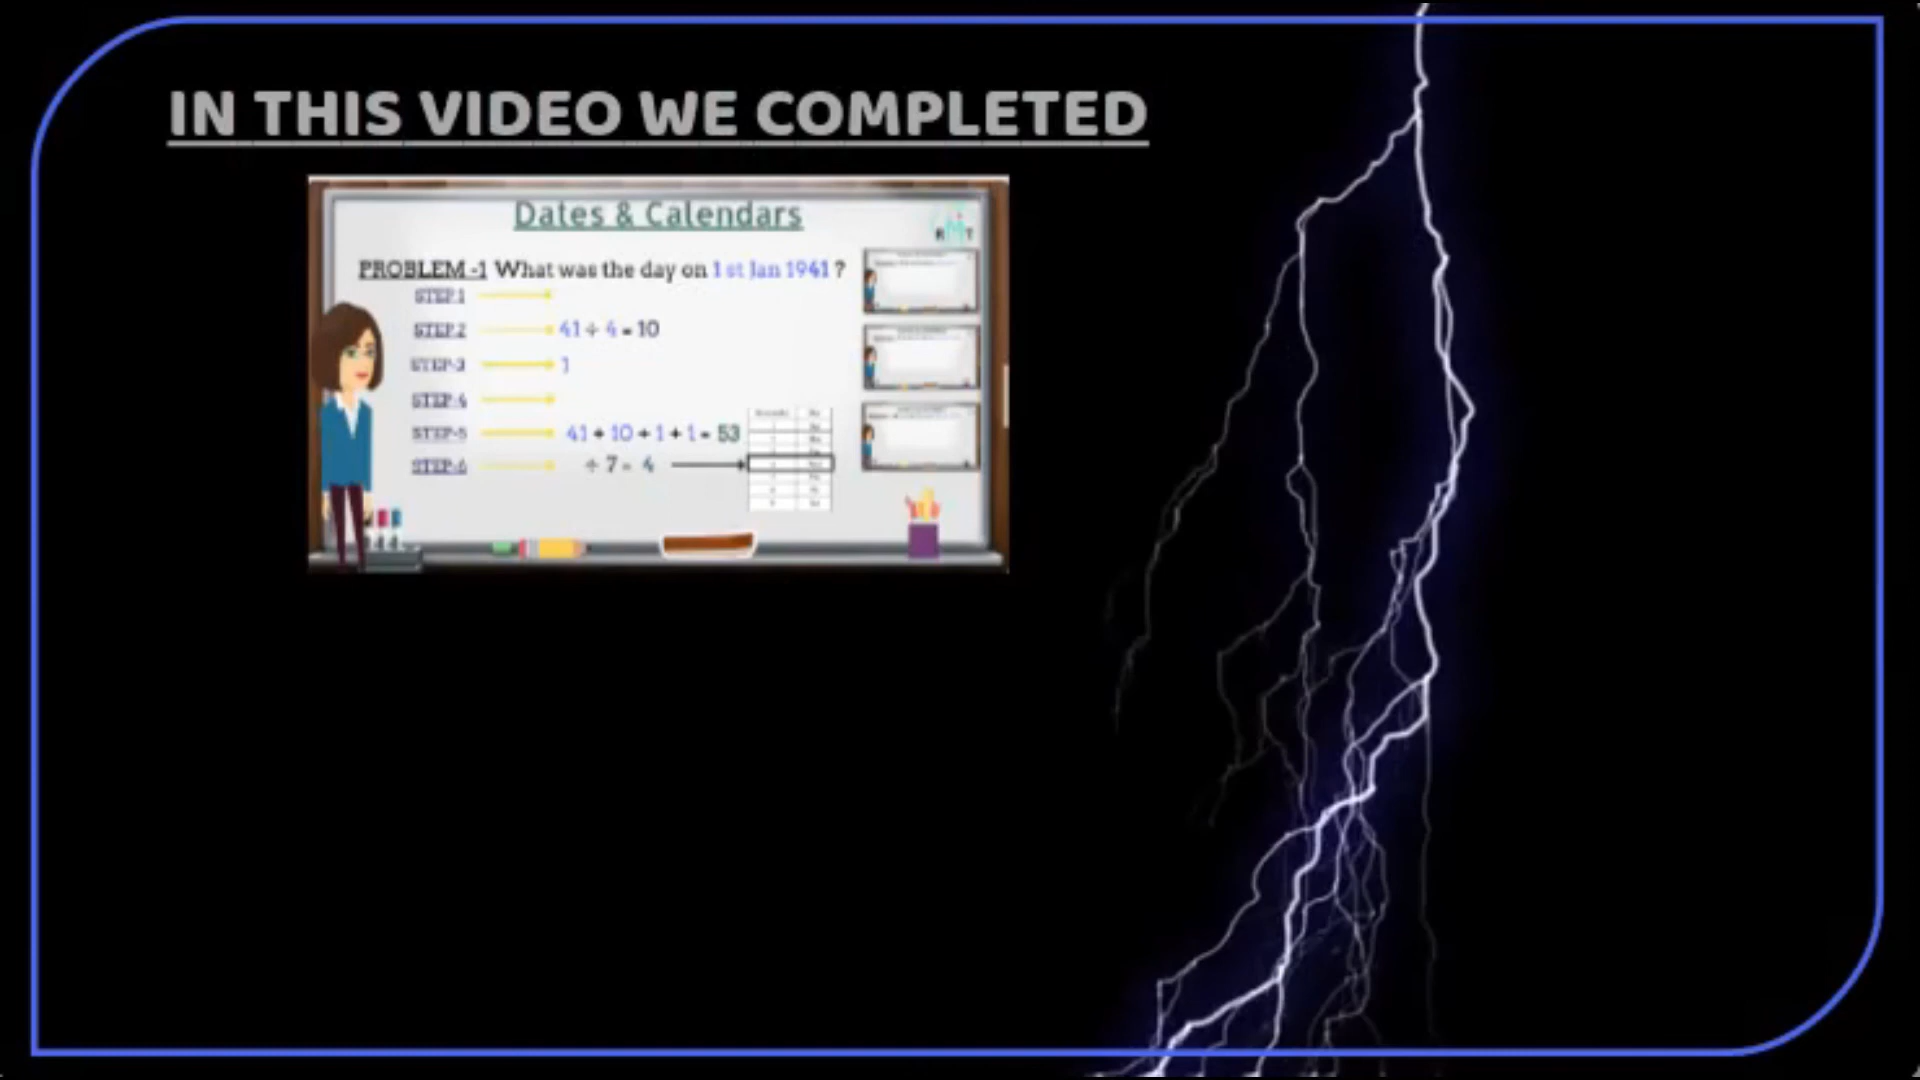 IN THIS VIDEO WE COMPLETED
Dates & Calendars
R M T
PROBLEM -1 What was the day on 1 st Jan 1941 ?
STEP.1
STEP.2 41 ÷ 4 = 10
STEP-3 1
STEP-4
STEP-5 41 + 10 + 1 + 1 = 53
STEP-6 ÷ 7 = 4